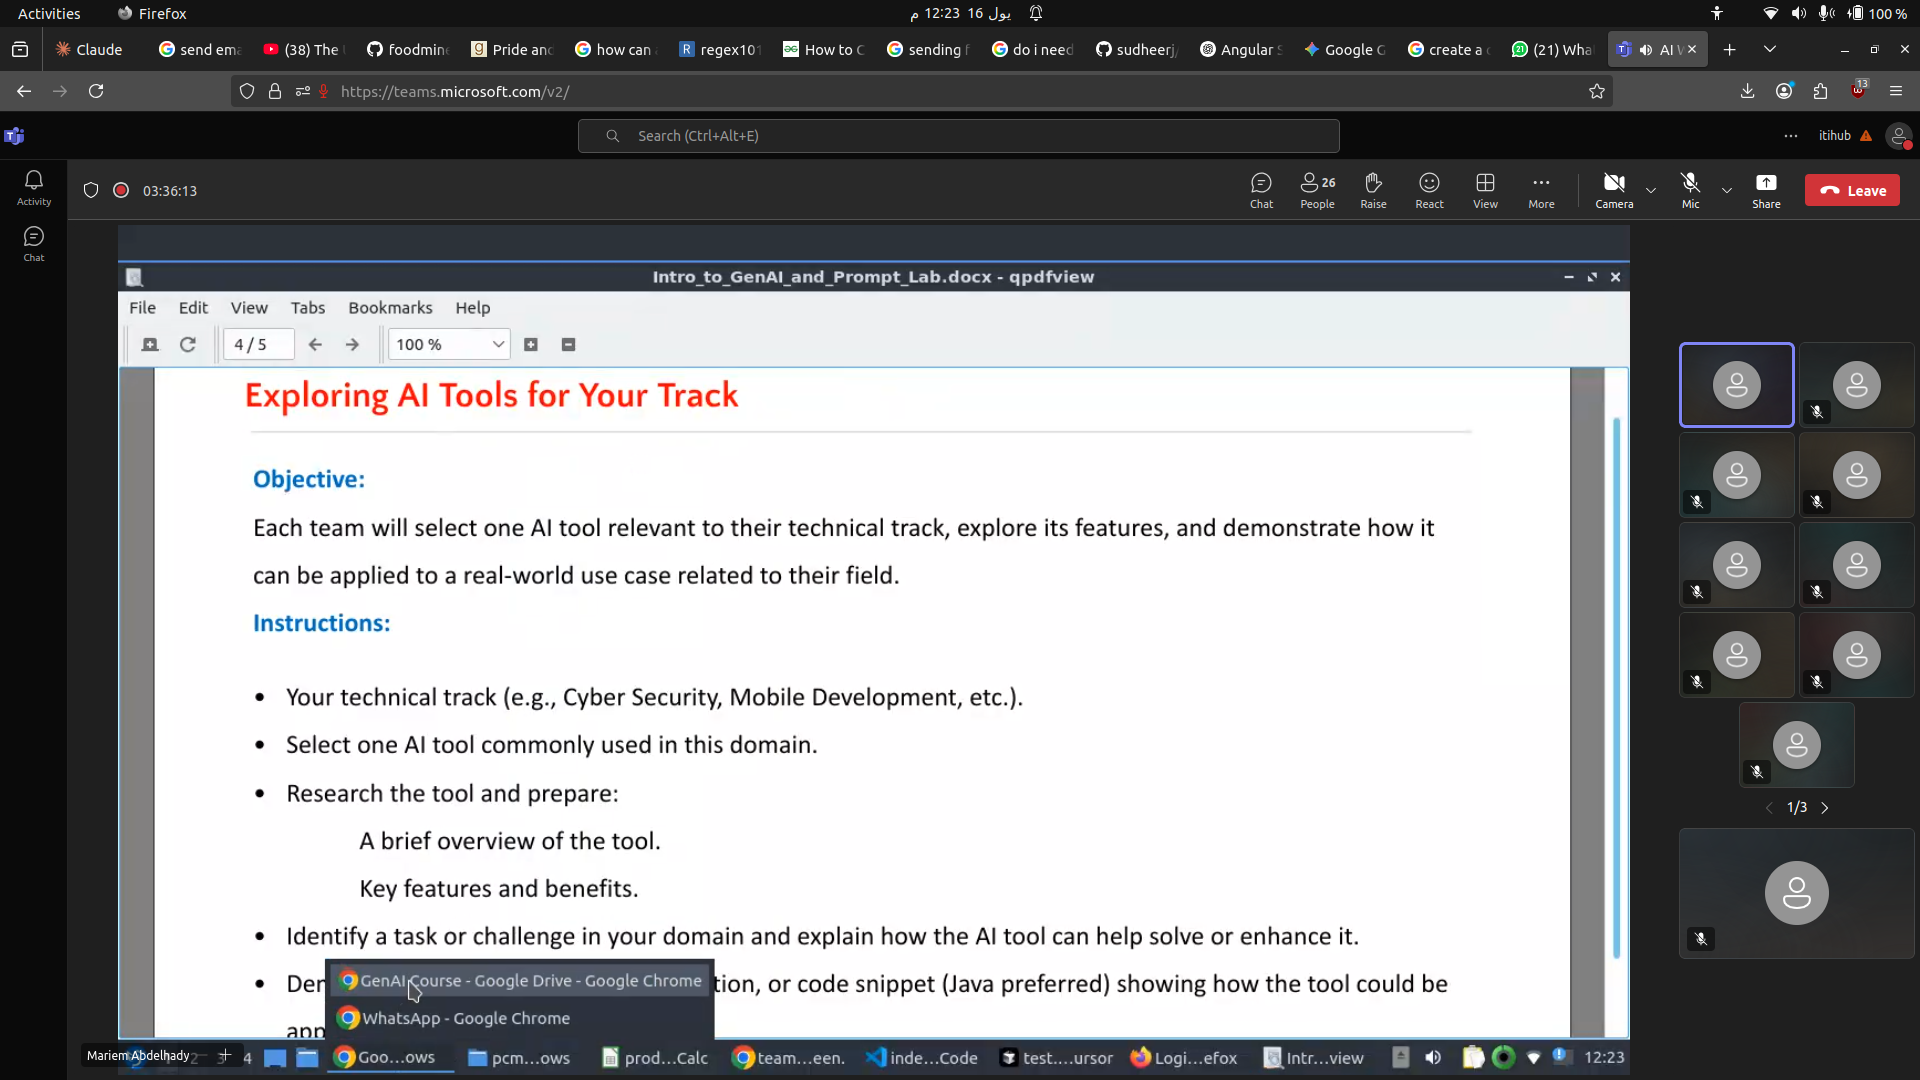 Activities
Firefox
يول 16 12:23 م
100 %
Claude
send ema
(38) The
foodmine
Pride and
how can
regex101
How to C
sending f
do i need
sudheerj/
Angular S
Google G
create a c
(21) Wha
AI
https://teams.microsoft.com/v2/
13
Search (Ctrl+Alt+E)
itihub
Activity
Chat
03:36:13
Chat
26
People
Raise
React
View
More
Camera
Mic
Share
Leave
Intro_to_GenAI_and_Prompt_Lab.docx - qpdfview
File Edit View Tabs Bookmarks Help
4 / 5
100 %
Exploring AI Tools for Your Track
Objective:
Each team will select one AI tool relevant to their technical track, explore its features, and demonstrate how it
can be applied to a real-world use case related to their field.
Instructions:
• Your technical track (e.g., Cyber Security, Mobile Development, etc.).
• Select one AI tool commonly used in this domain.
• Research the tool and prepare:
A brief overview of the tool.
Key features and benefits.
• Identify a task or challenge in your domain and explain how the AI tool can help solve or enhance it.
• Den
tion, or code snippet (Java preferred) showing how the tool could be
app
GenAI Course - Google Drive - Google Chrome
WhatsApp - Google Chrome
Mariem Abdelhady
2 3 4
Goo...ows
pcm...ows
prod...Calc
team...een.
inde...Code
test....ursor
Logi...efox
Intr...view
12:23
1/3